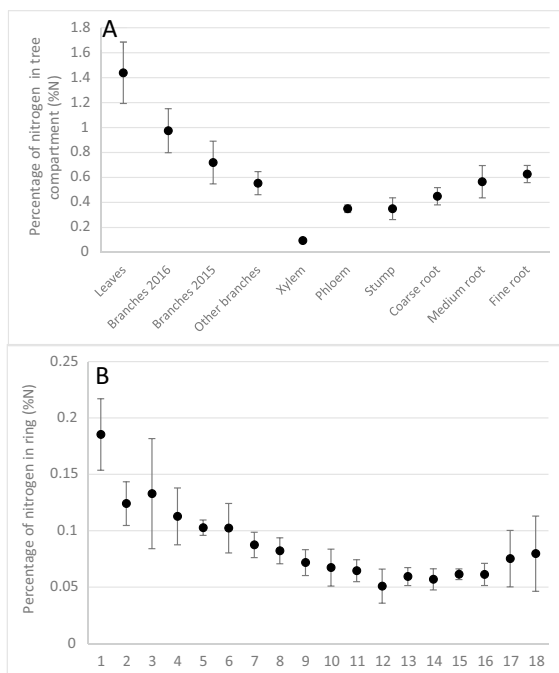 A
Percentage of nitrogen in tree
compartment (%N)
1.8
1.6
1.4
1.2
1
0.8
0.6
0.4
0.2
0
Leaves
Branches 2016
Branches 2015
Other branches
Xylem
Phloem
Stump
Coarse root
Medium root
Fine root
B
Percentage of nitrogen in ring (%N)
0.25
0.2
0.15
0.1
0.05
0
1 2 3 4 5 6 7 8 9 10 11 12 13 14 15 16 17 18